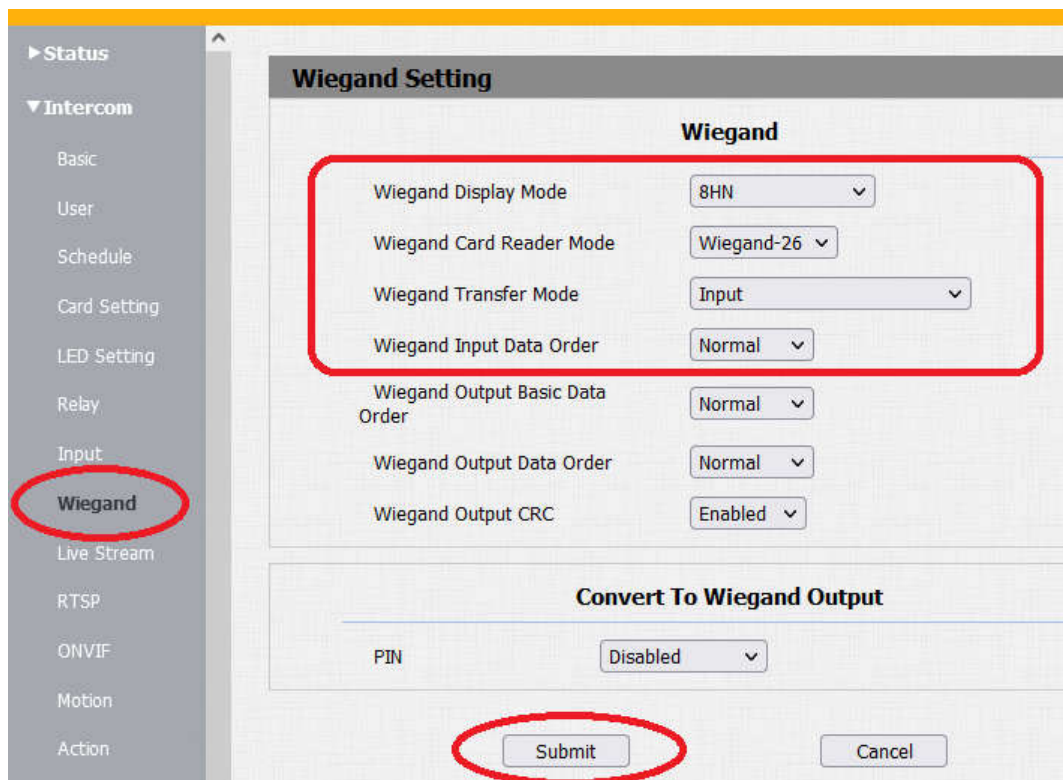 Status
Intercom
Basic
User
Schedule
Card Setting
LED Setting
Relay
Input
Wiegand
Live Stream
RTSP
ONVIF
Motion
Action
Wiegand Setting
Wiegand
Wiegand Display Mode 8HN
Wiegand Card Reader Mode Wiegand-26
Wiegand Transfer Mode Input
Wiegand Input Data Order Normal
Wiegand Output Basic Data
Order Normal
Wiegand Output Data Order Normal
Wiegand Output CRC Enabled
Convert To Wiegand Output
PIN Disabled
Submit Cancel